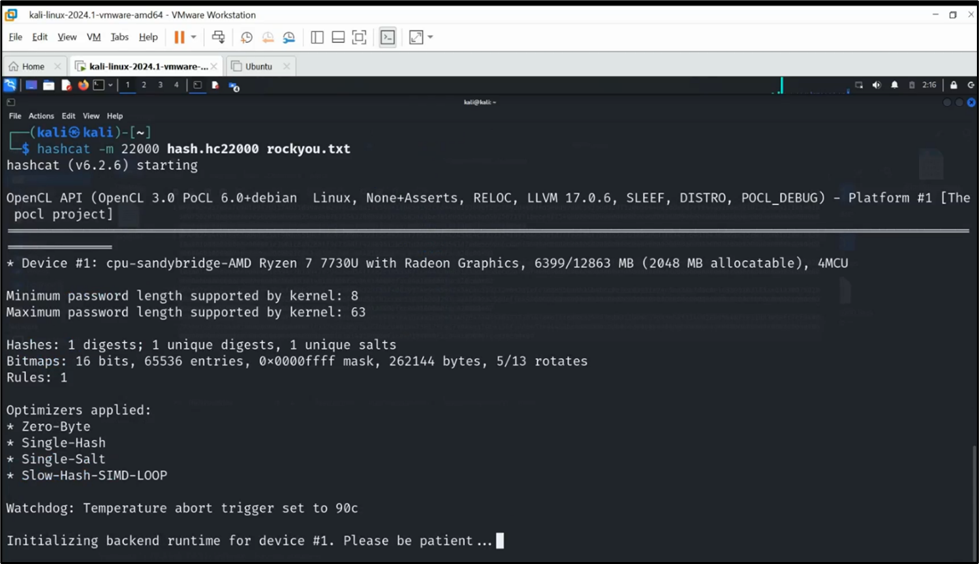 kali-linux-2024.1-vmware-amd64 - VMware Workstation
File Edit View VM Tabs Help
Home kali-linux-2024.1-vmware-... Ubuntu
1 2 3 4 2:16
kali@kali: ~
File Actions Edit View Help
(kali㉿kali)-[~]
$ hashcat -m 22000 hash.hc22000 rockyou.txt
hashcat (v6.2.6) starting
OpenCL API (OpenCL 3.0 PoCL 6.0+debian Linux, None+Asserts, RELOC, LLVM 17.0.6, SLEEF, DISTRO, POCL_DEBUG) - Platform #1 [The
pocl project]
* Device #1: cpu-sandybridge-AMD Ryzen 7 7730U with Radeon Graphics, 6399/12863 MB (2048 MB allocatable), 4MCU
Minimum password length supported by kernel: 8
Maximum password length supported by kernel: 63
Hashes: 1 digests; 1 unique digests, 1 unique salts
Bitmaps: 16 bits, 65536 entries, 0×0000ffff mask, 262144 bytes, 5/13 rotates
Rules: 1
Optimizers applied:
* Zero-Byte
* Single-Hash
* Single-Salt
* Slow-Hash-SIMD-LOOP
Watchdog: Temperature abort trigger set to 90c
Initializing backend runtime for device #1. Please be patient...